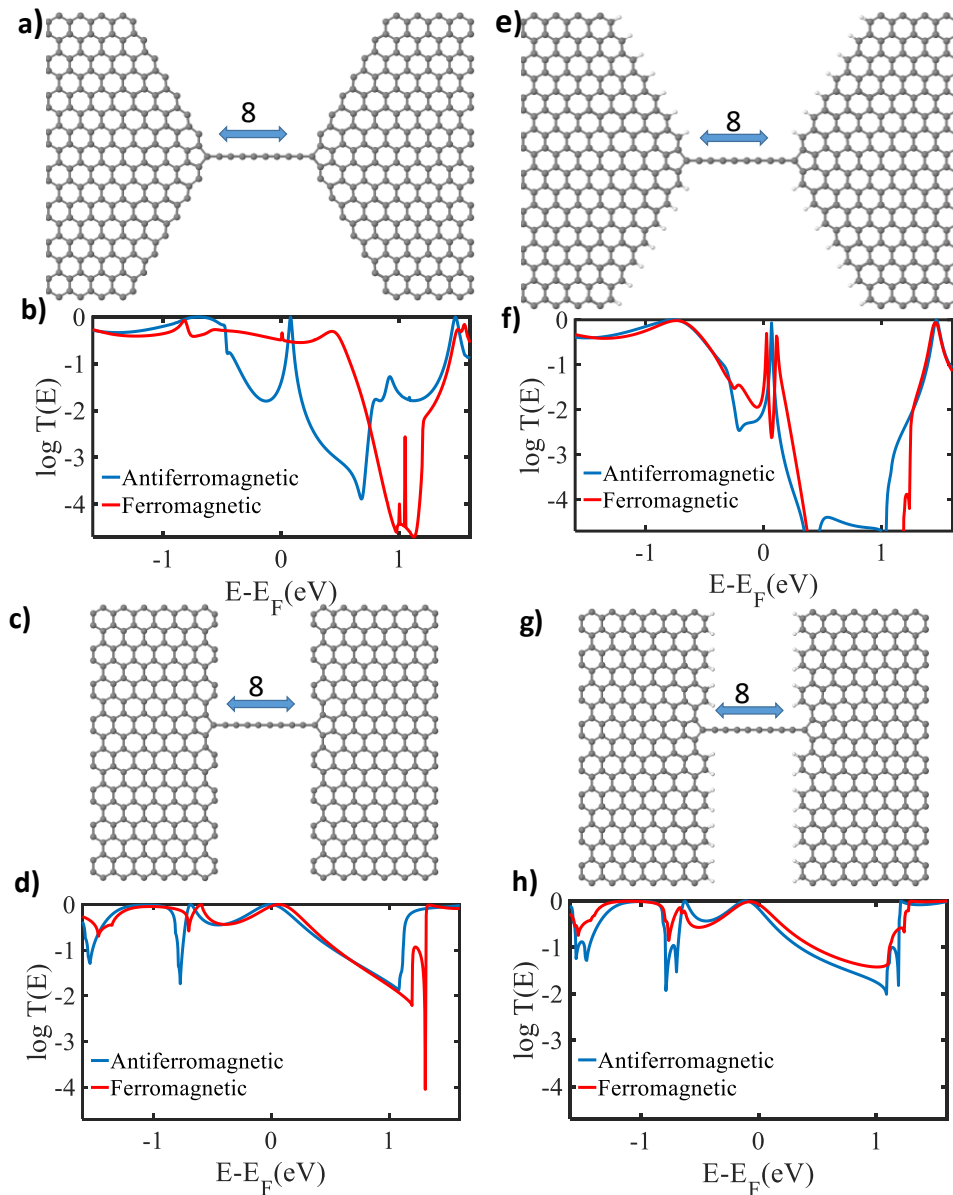 a)
8
b)
0
-1
-2
-3
-4
log T(E)
Antiferromagnetic
Ferromagnetic
-1
0
1
E-E_F(eV)
c)
8
d)
0
-1
-2
-3
-4
log T(E)
Antiferromagnetic
Ferromagnetic
-1
0
1
E-E_F(eV)
e)
8
f)
0
-1
-2
-3
-4
log T(E)
Antiferromagnetic
Ferromagnetic
-1
0
1
E-E_F(eV)
g)
8
h)
0
-1
-2
-3
-4
log T(E)
Antiferromagnetic
Ferromagnetic
-1
0
1
E-E_F(eV)